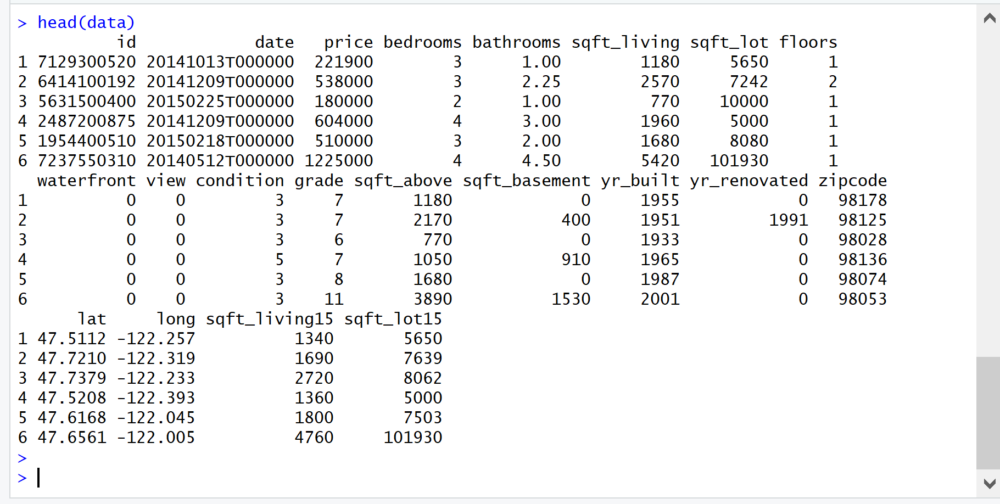 > head(data)
          id            date   price bedrooms bathrooms sqft_living sqft_lot floors
1 7129300520 20141013T000000  221900        3      1.00        1180     5650      1
2 6414100192 20141209T000000  538000        3      2.25        2570     7242      2
3 5631500400 20150225T000000  180000        2      1.00         770    10000      1
4 2487200875 20141209T000000  604000        4      3.00        1960     5000      1
5 1954400510 20150218T000000  510000        3      2.00        1680     8080      1
6 7237550310 20140512T000000 1225000        4      4.50        5420   101930      1
  waterfront view condition grade sqft_above sqft_basement yr_built yr_renovated zipcode
1          0    0         3     7       1180             0     1955            0   98178
2          0    0         3     7       2170           400     1951         1991   98125
3          0    0         3     6        770             0     1933            0   98028
4          0    0         5     7       1050           910     1965            0   98136
5          0    0         3     8       1680             0     1987            0   98074
6          0    0         3    11       3890          1530     2001            0   98053
      lat     long sqft_living15 sqft_lot15
1 47.5112 -122.257          1340       5650
2 47.7210 -122.319          1690       7639
3 47.7379 -122.233          2720       8062
4 47.5208 -122.393          1360       5000
5 47.6168 -122.045          1800       7503
6 47.6561 -122.005          4760     101930
>
>